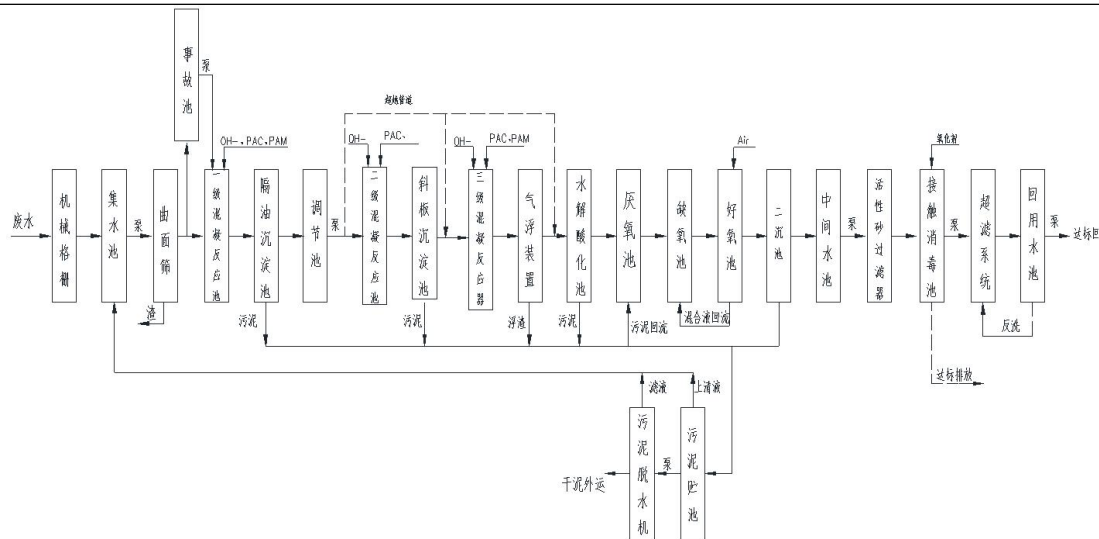 事故池
泵
超越管道
OH-,PAC,PAM
OH-
PAC、
OH-
PAC,PAM
Air
氧化剂
废水
机械格栅
集水池
泵
曲面筛
一级混凝反应池
隔油沉淀池
调节池
泵
二级混凝反应池
斜板沉淀池
三级混凝反应器
气浮装置
水解酸化池
厌氧池
缺氧池
好氧池
二沉池
中间水池
泵
活性砂过滤器
接触消毒池
泵
超滤系统
回用水池
泵
达标回
渣
污泥
污泥
浮渣
污泥
污泥回流
混合液回流
反洗
达标排放
滤液
上清液
污泥脱水机
泵
污泥贮池
干泥外运